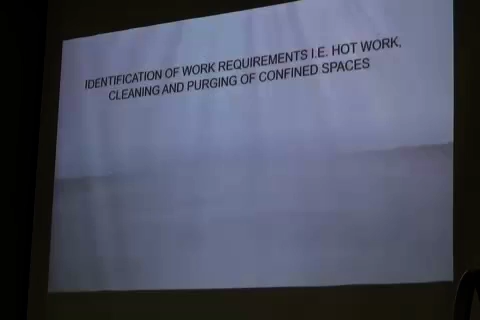 IDENTIFICATION OF WORK REQUIREMENTS I.E. HOT WORK,
CLEANING AND PURGING OF CONFINED SPACES